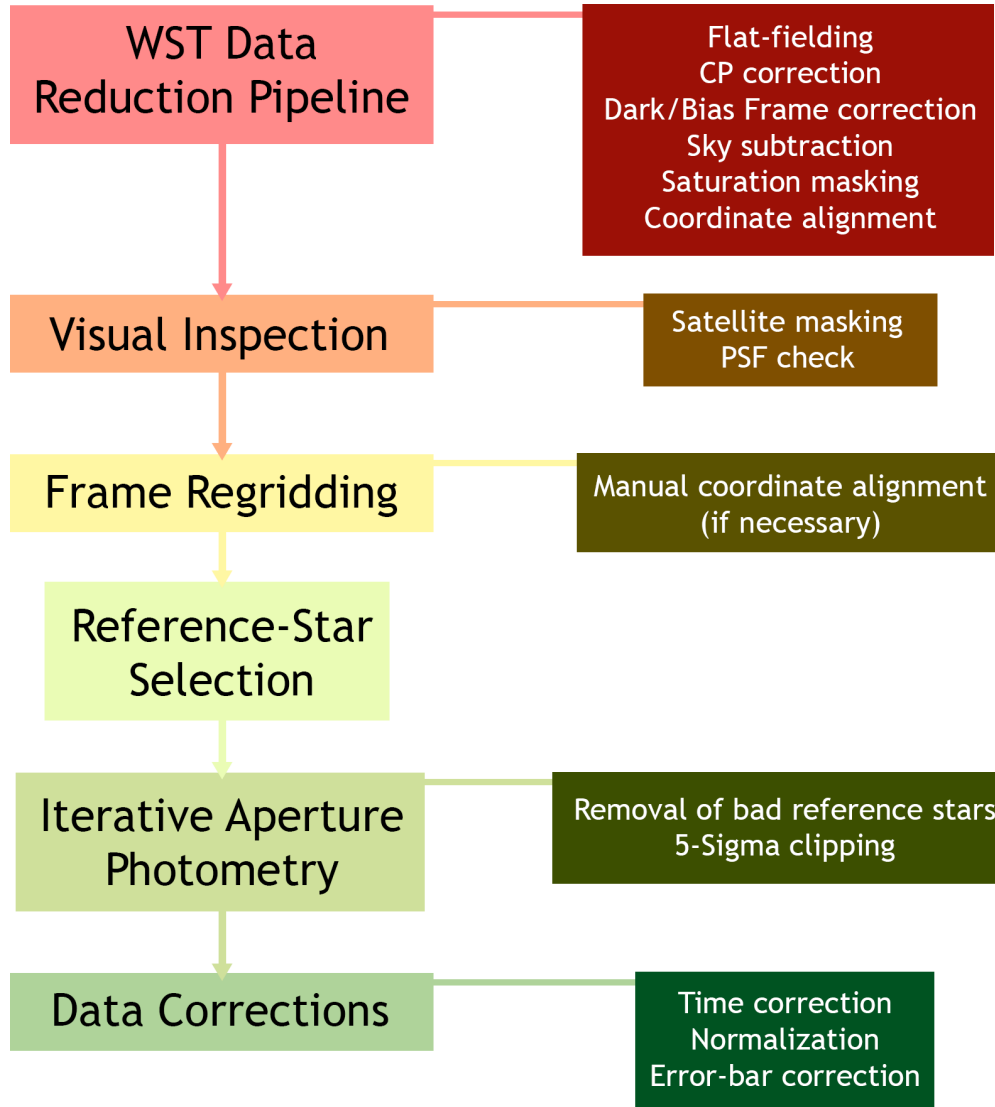 WST Data
Reduction Pipeline
Flat-fielding
CP correction
Dark/Bias Frame correction
Sky subtraction
Saturation masking
Coordinate alignment
Visual Inspection
Satellite masking
PSF check
Frame Regridding
Manual coordinate alignment
(if necessary)
Reference-Star
Selection
Iterative Aperture
Photometry
Removal of bad reference stars
5-Sigma clipping
Data Corrections
Time correction
Normalization
Error-bar correction